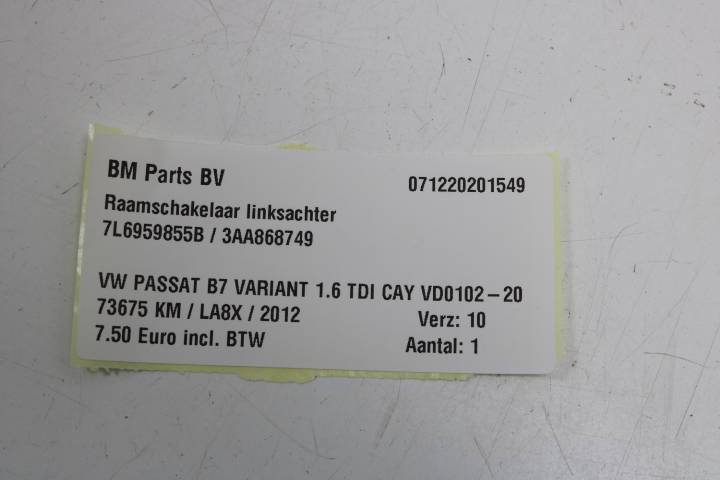 BM Parts BV 071220201549
Raamschakelaar linksachter
7L6959855B / 3AA868749
VW PASSAT B7 VARIANT 1.6 TDI CAY VD0102-20
73675 KM / LA8X / 2012 Verz: 10
7.50 Euro incl. BTW Aantal: 1